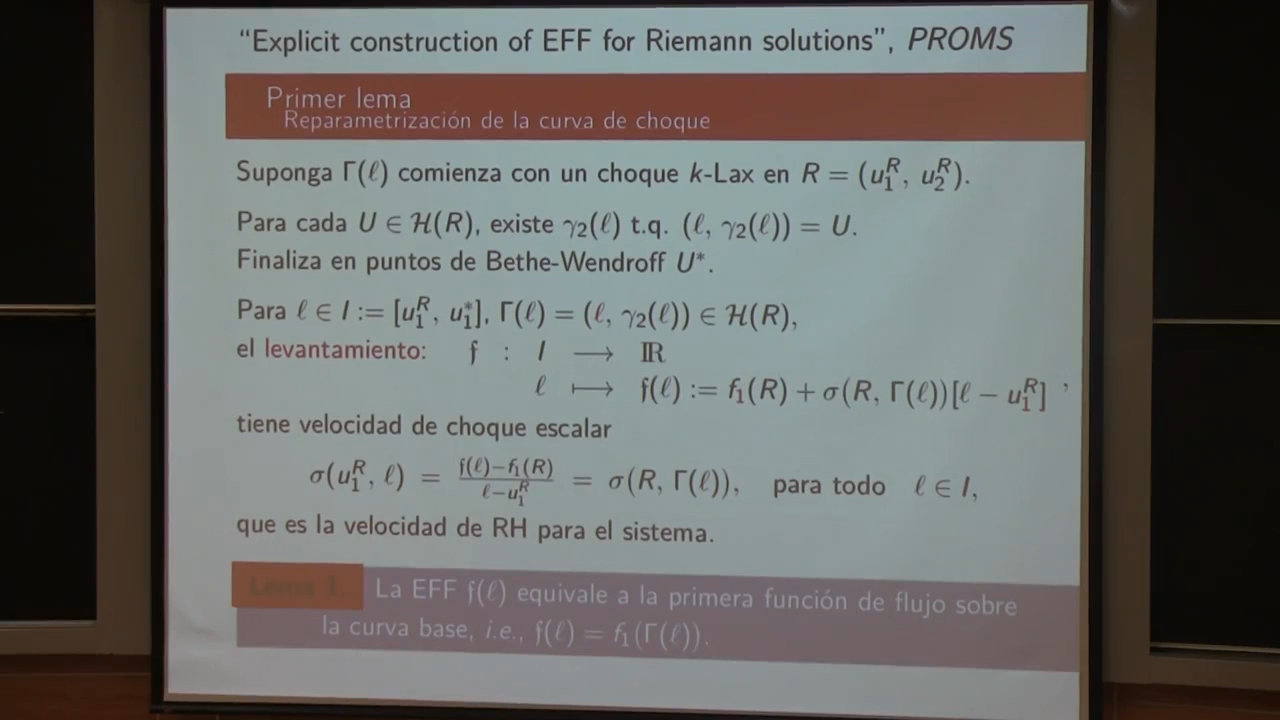 “Explicit construction of EFF for Riemann solutions”, PROMS
Primer lema
Reparametrización de la curva de choque
Suponga Γ(ℓ) comienza con un choque k-Lax en R = (u₁ᴿ, u₂ᴿ).
Para cada U ∈ ℋ(R), existe γ₂(ℓ) t.q. (ℓ, γ₂(ℓ)) = U.
Finaliza en puntos de Bethe-Wendroff U*.
Para ℓ ∈ I := [u₁ᴿ, u₁*], Γ(ℓ) = (ℓ, γ₂(ℓ)) ∈ ℋ(R),
el levantamiento: 𝔣 : I ⟶ ℝ
ℓ ⟼ 𝔣(ℓ) := f₁(R) + σ(R, Γ(ℓ))[ℓ − u₁ᴿ] ,
tiene velocidad de choque escalar
σ(u₁ᴿ, ℓ) = (𝔣(ℓ)−f₁(R))/(ℓ−u₁ᴿ) = σ(R, Γ(ℓ)), para todo ℓ ∈ I,
que es la velocidad de RH para el sistema.
Lema 1. La EFF 𝔣(ℓ) equivale a la primera función de flujo sobre
la curva base, i.e., 𝔣(ℓ) = f₁(Γ(ℓ)).